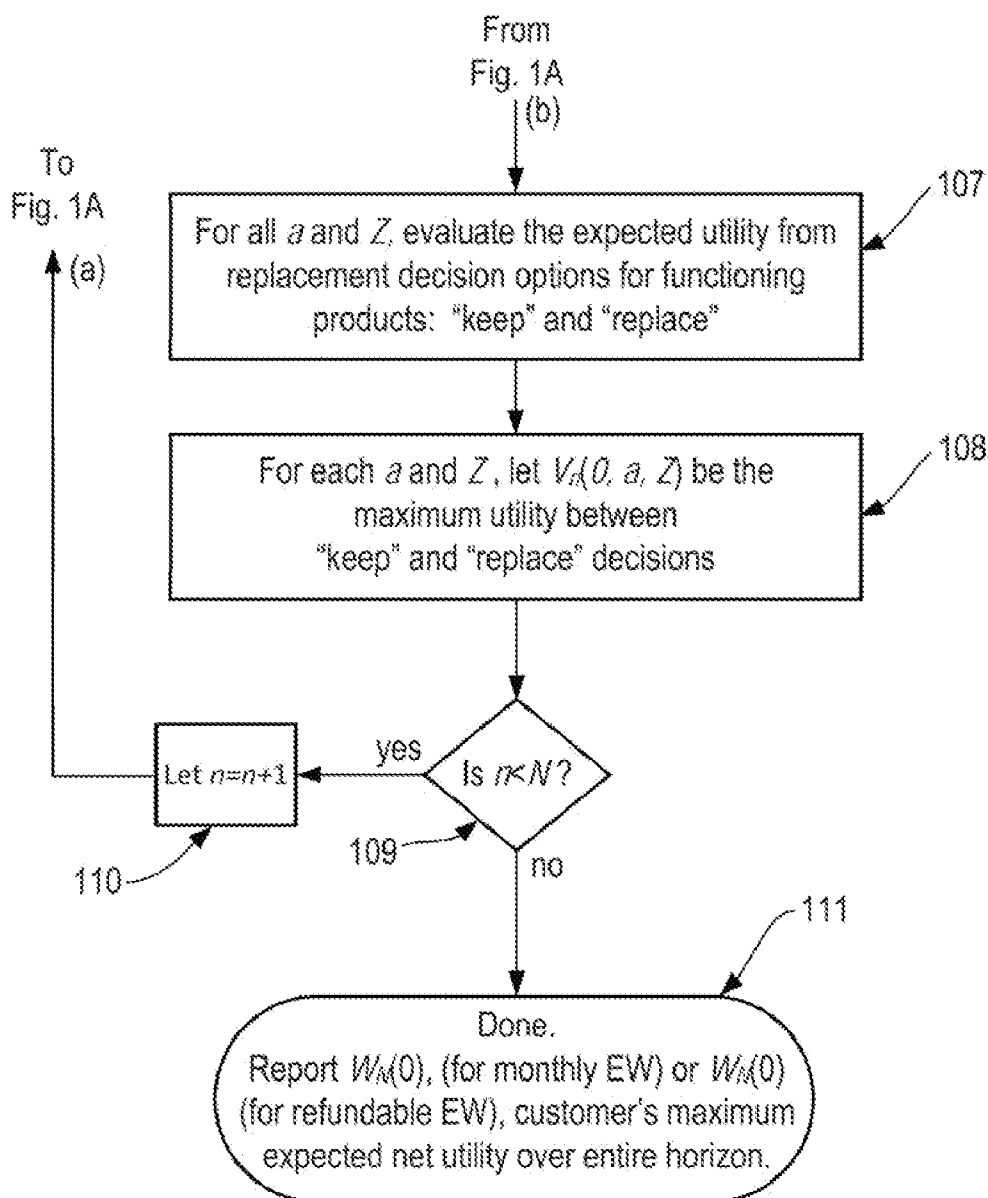 From
Fig. 1A
(b)
To
Fig. 1A
(a)
107
For all a and Z, evaluate the expected utility from
replacement decision options for functioning
products: “keep” and “replace”
108
For each a and Z , let Vn(0, a, Z) be the
maximum utility between
“keep” and “replace” decisions
yes
Is n<N?
Let n=n+1
109
110
no
111
Done.
Report WN(0), (for monthly EW) or WN(0)
(for refundable EW), customer’s maximum
expected net utility over entire horizon.